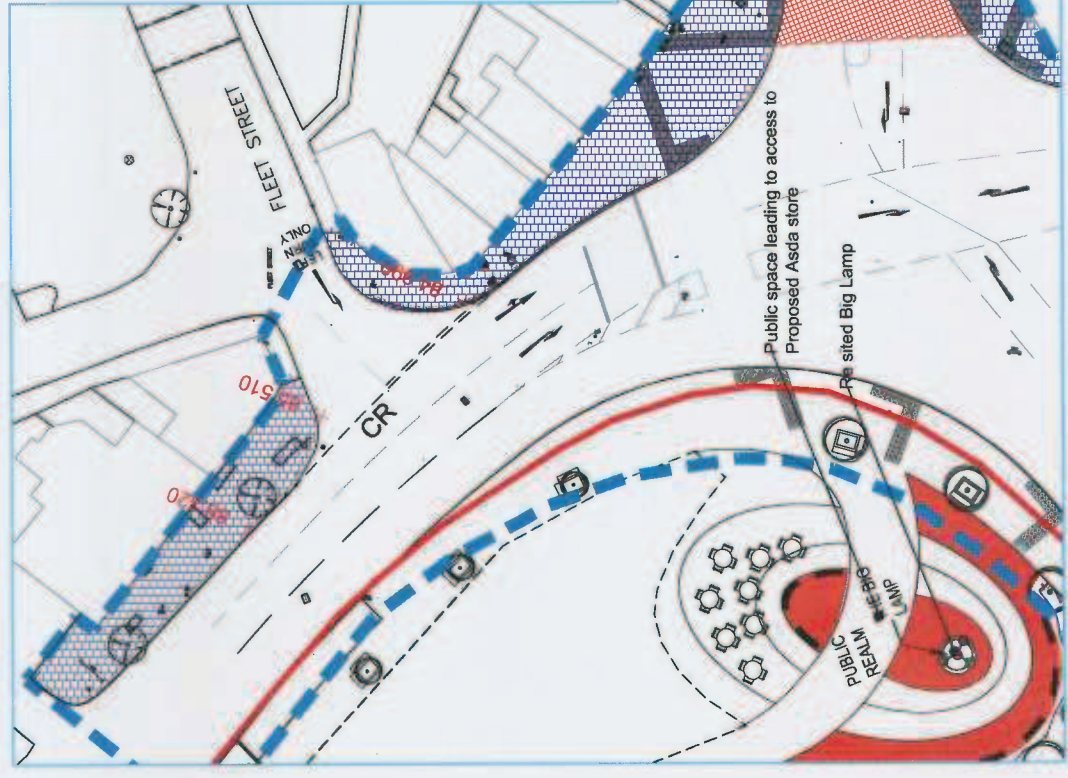 FLEET STREET
ONLY
510
CR
Public space leading to access to
Proposed Asda store
Re sited Big Lamp
PUBLIC
REALM
THE BIG
LAMP